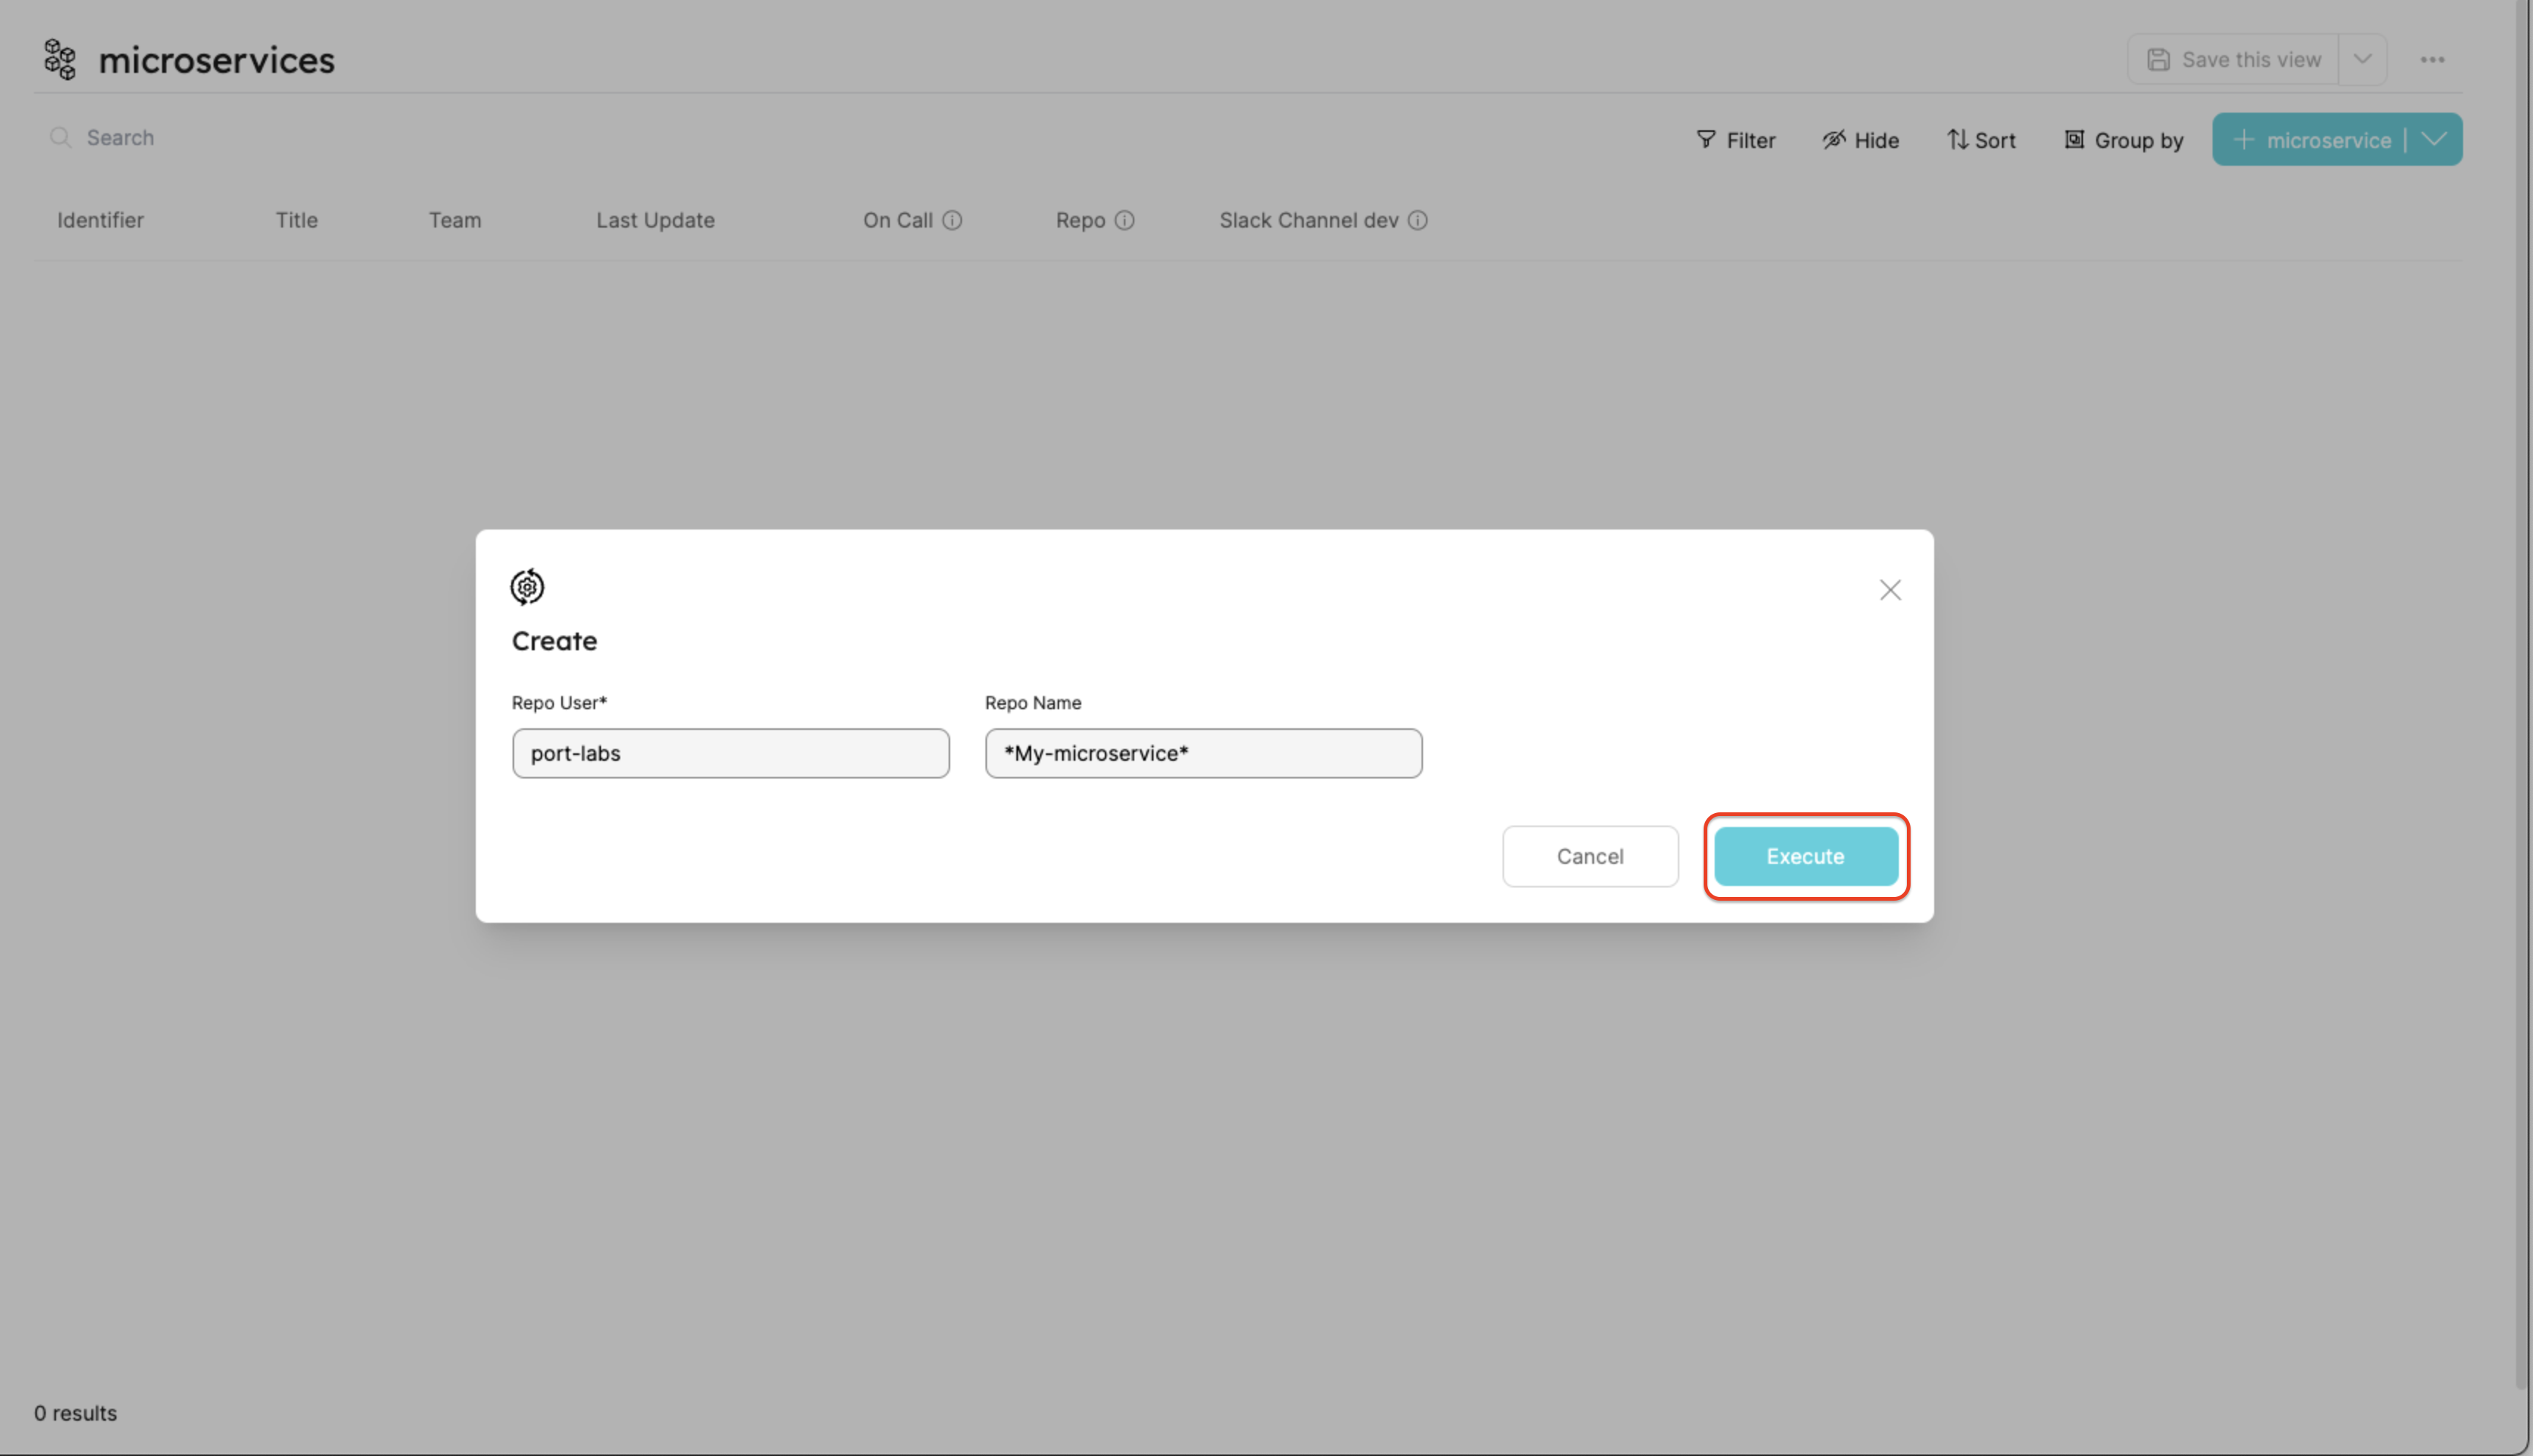 microservices
Save this view
Search
Filter Hide Sort Group by + microservice |
Identifier Title Team Last Update On Call Repo Slack Channel dev
Create
Repo User* Repo Name
port-labs *My-microservice*
Cancel Execute
0 results